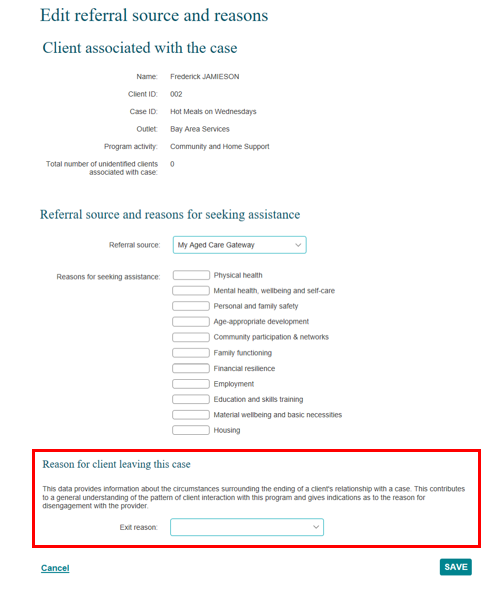 Edit referral source and reasons
Client associated with the case
Name: Frederick JAMIESON
Client ID: 002
Case ID: Hot Meals on Wednesdays
Outlet: Bay Area Services
Program activity: Community and Home Support
Total number of unidentified clients 0
associated with case:
Referral source and reasons for seeking assistance
Referral source: My Aged Care Gateway
Reasons for seeking assistance: Physical health
Mental health, wellbeing and self-care
Personal and family safety
Age-appropriate development
Community participation & networks
Family functioning
Financial resilience
Employment
Education and skills training
Material wellbeing and basic necessities
Housing
Reason for client leaving this case
This data provides information about the circumstances surrounding the ending of a client's relationship with a case. This contributes
to a general understanding of the pattern of client interaction with this program and gives indications as to the reason for
disengagement with the provider.
Exit reason:
Cancel SAVE